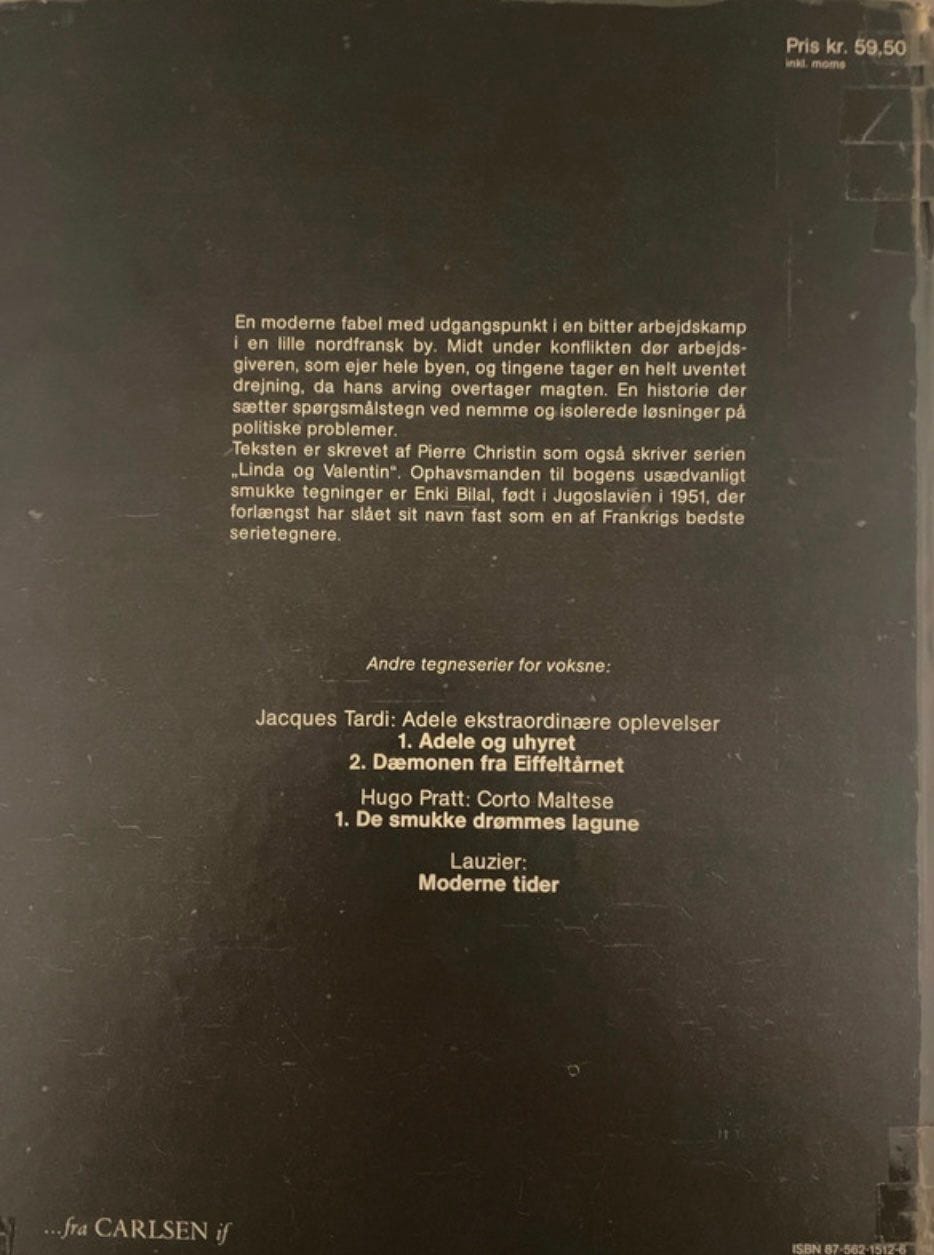 Pris kr. 59,50
inkl. moms
En moderne fabel med udgangspunkt i en bitter arbejdskamp
i en lille nordfransk by. Midt under konflikten dør arbejds-
giveren, som ejer hele byen, og tingene tager en helt uventet
drejning, da hans arving overtager magten. En historie der
sætter spørgsmålstegn ved nemme og isolerede løsninger på
politiske problemer.
Teksten er skrevet af Pierre Christin som også skriver serien
„Linda og Valentin“. Ophavsmanden til bogens usædvanligt
smukke tegninger er Enki Bilal, født i Jugoslavien i 1951, der
forlængst har slået sit navn fast som en af Frankrigs bedste
serietegnere.
Andre tegneserier for voksne:
Jacques Tardi: Adele ekstraordinære oplevelser
1. Adele og uhyret
2. Dæmonen fra Eiffeltårnet
Hugo Pratt: Corto Maltese
1. De smukke drømmes lagune
Lauzier:
Moderne tider
...fra CARLSEN if
ISBN 87-562-1512-6